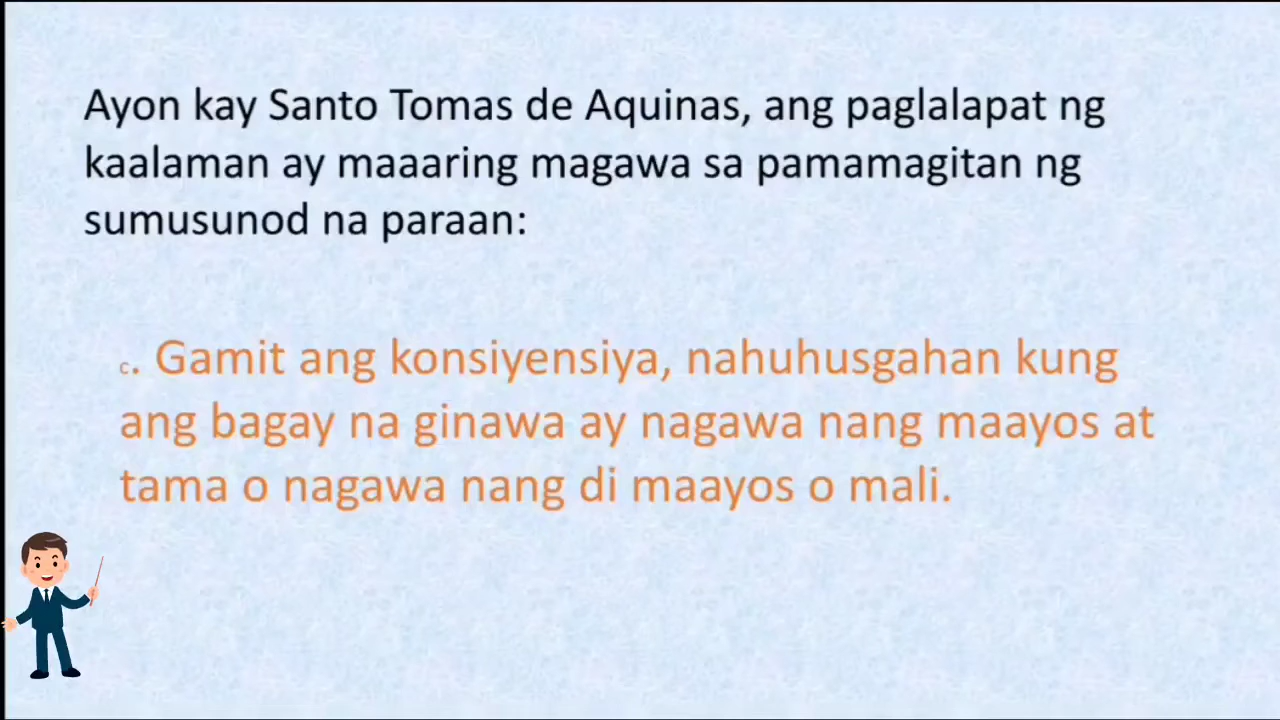 Ayon kay Santo Tomas de Aquinas, ang paglalapat ng
kaalaman ay maaaring magawa sa pamamagitan ng
sumusunod na paraan:
c. Gamit ang konsiyensiya, nahuhusgahan kung
ang bagay na ginawa ay nagawa nang maayos at
tama o nagawa nang di maayos o mali.